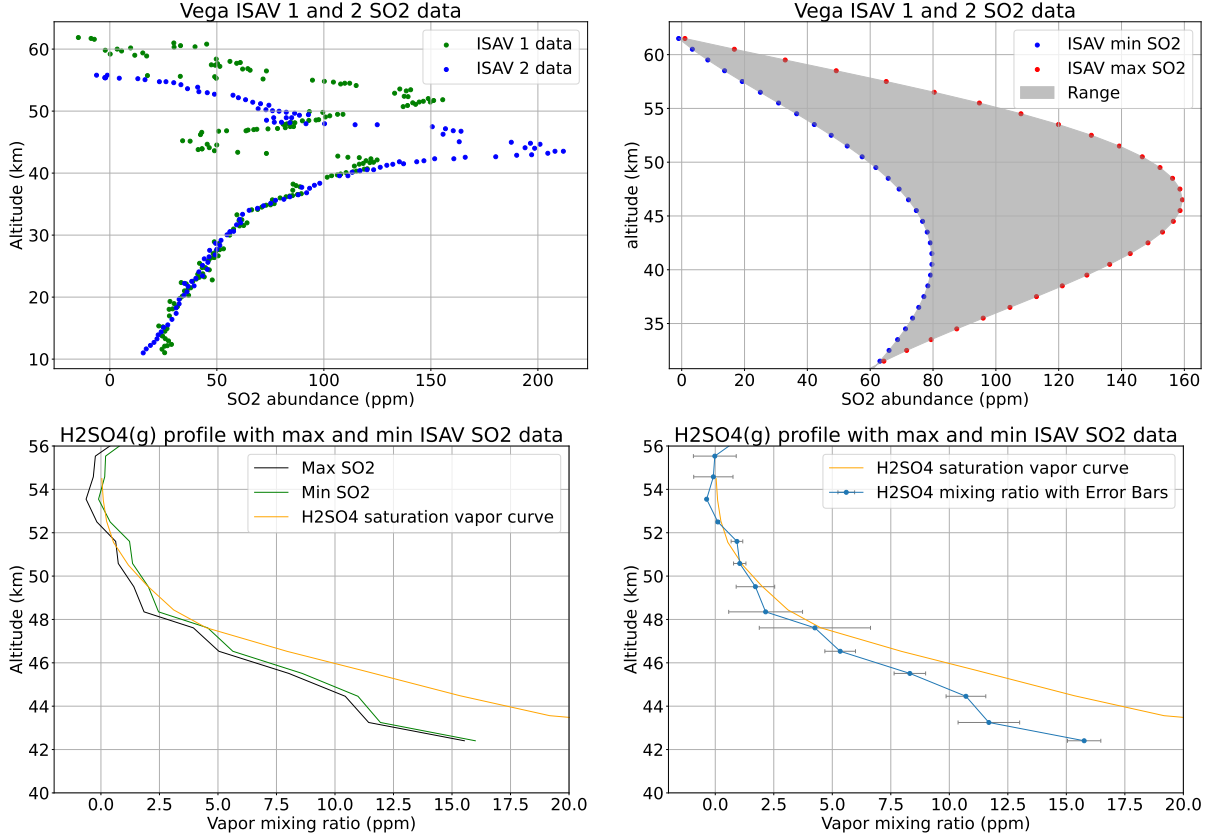 Vega ISAV 1 and 2 SO2 data
ISAV 1 data
ISAV 2 data
60
50
40
30
20
10
Altitude (km)
0
50
100
150
200
SO2 abundance (ppm)
Vega ISAV 1 and 2 SO2 data
ISAV min SO2
ISAV max SO2
Range
60
55
50
45
40
35
altitude (km)
0
20
40
60
80
100
120
140
160
SO2 abundance (ppm)
H2SO4(g) profile with max and min ISAV SO2 data
Max SO2
Min SO2
H2SO4 saturation vapor curve
56
54
52
50
48
46
44
42
40
Altitude (km)
0.0
2.5
5.0
7.5
10.0
12.5
15.0
17.5
20.0
Vapor mixing ratio (ppm)
H2SO4(g) profile with max and min ISAV SO2 data
H2SO4 saturation vapor curve
H2SO4 mixing ratio with Error Bars
56
54
52
50
48
46
44
42
40
Altitude (km)
0.0
2.5
5.0
7.5
10.0
12.5
15.0
17.5
20.0
Vapor mixing ratio (ppm)